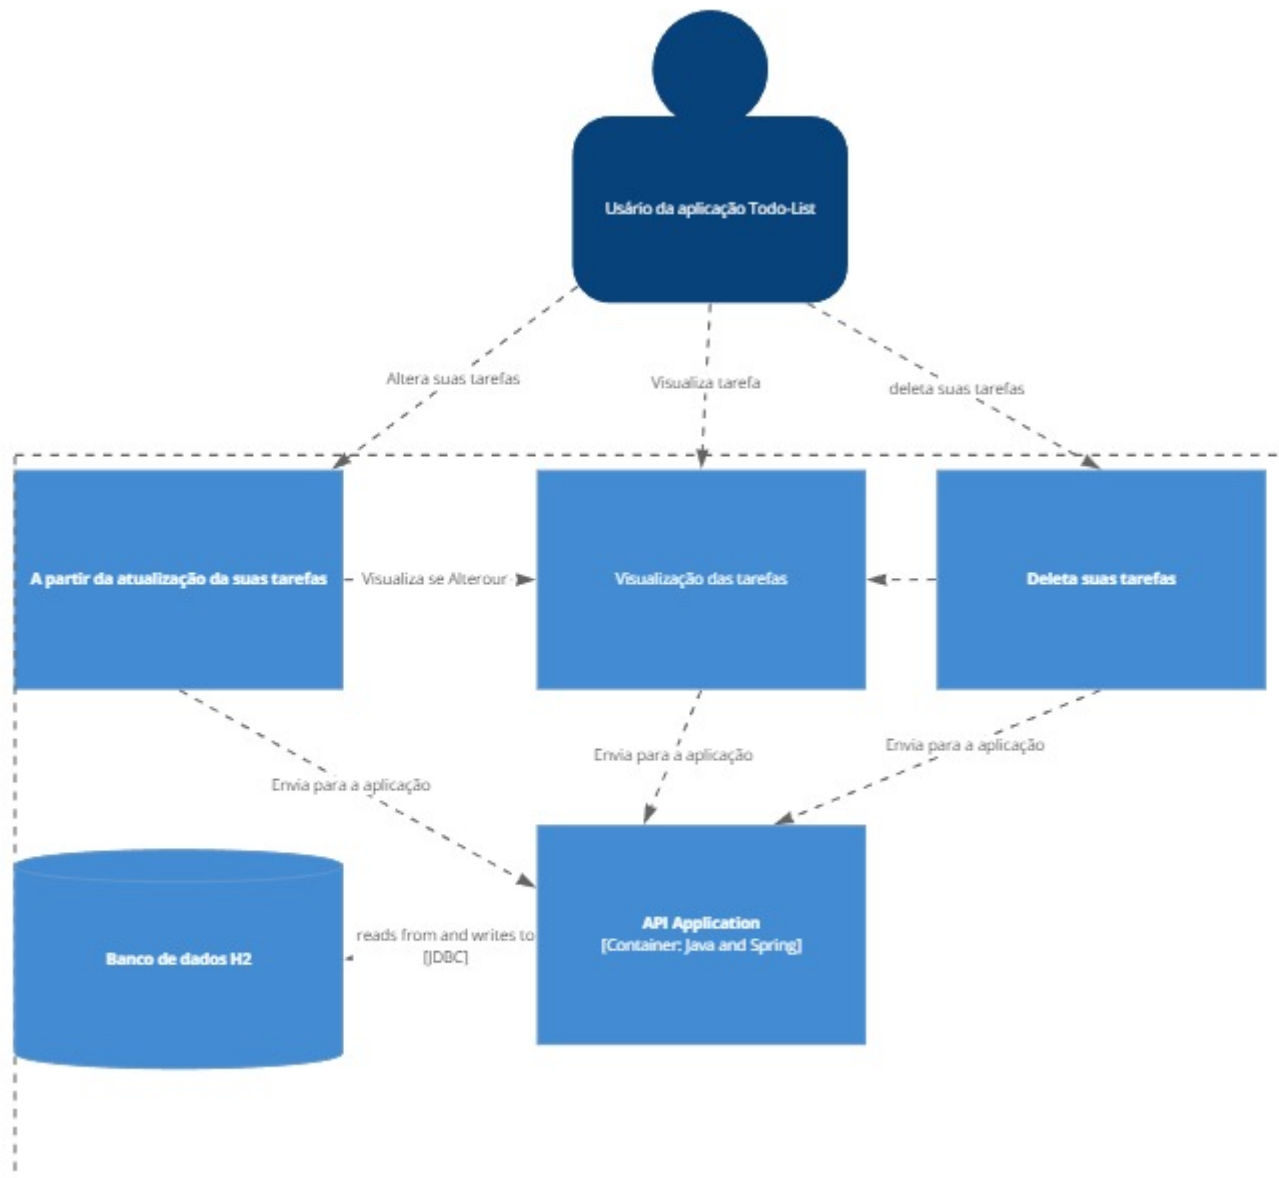 Usário da aplicação Todo-List
Altera suas tarefas
Visualiza tarefa
deleta suas tarefas
A partir da atualização da suas tarefas
Visualiza se Alterour
Visualização das tarefas
Deleta suas tarefas
Envia para a aplicação
Envia para a aplicação
Envia para a aplicação
Banco de dados H2
reads from and writes to
[JDBC]
API Application
[Container: Java and Spring]